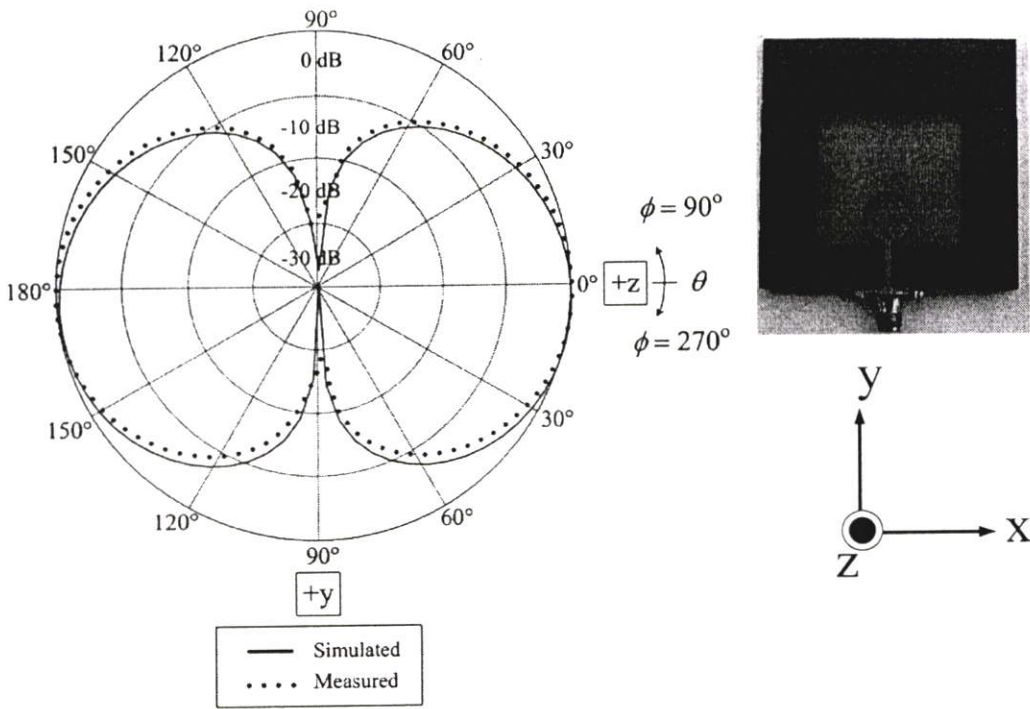 90°
120°
0 dB
60°
-10 dB
150°
30°
-20 dB
ϕ = 90°
-30 dB
180°
0°
+z
θ
ϕ = 270°
150°
30°
y
120°
60°
X
90°
Z
+y
Simulated
Measured